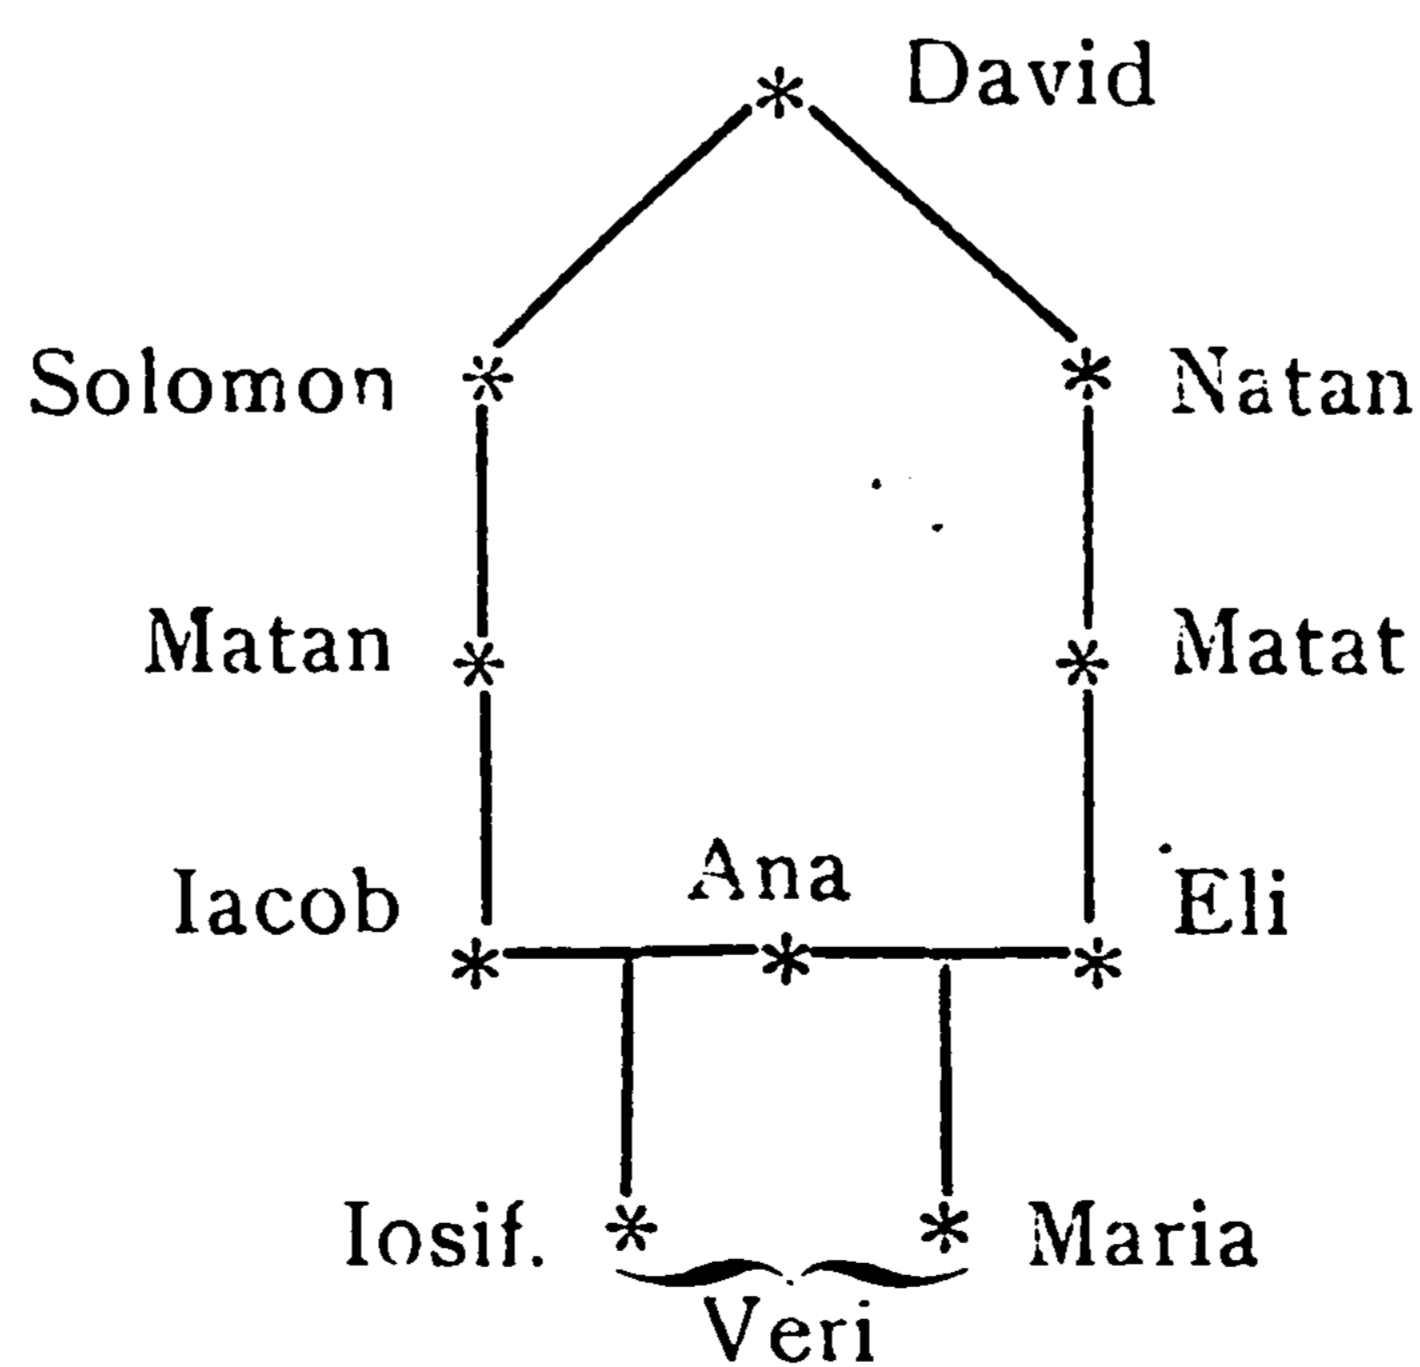 David
Solomon Natan
Matan Matat
Ana
Iacob Eli
Iosif. Maria
Veri